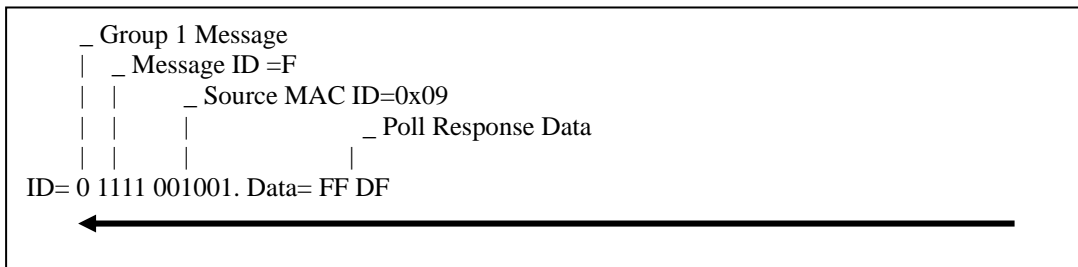 _ Group 1 Message
| _ Message ID =F
| | _ Source MAC ID=0x09
| | | _ Poll Response Data
| | | |
ID= 0 1111 001001. Data= FF DF